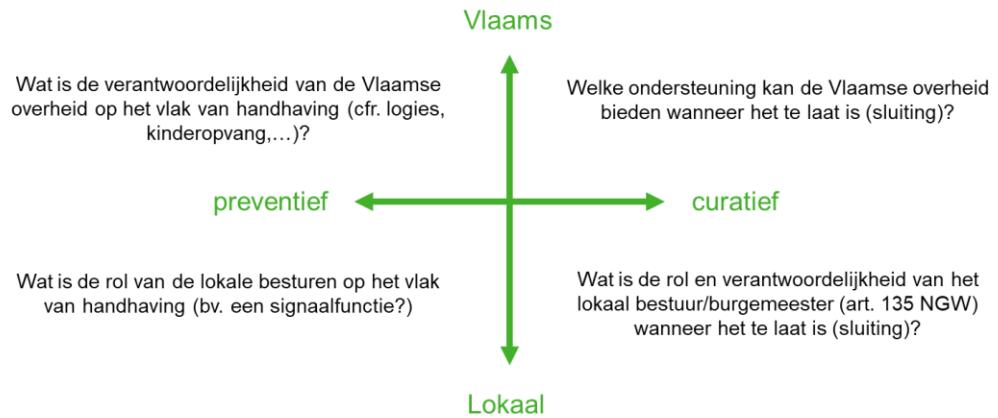 Vlaams
Wat is de verantwoordelijkheid van de Vlaamse
overheid op het vlak van handhaving (cfr. logies,
kinderopvang,…)?
Welke ondersteuning kan de Vlaamse overheid
bieden wanneer het te laat is (sluiting)?
preventief
curatief
Wat is de rol van de lokale besturen op het vlak
van handhaving (bv. een signaalfunctie?)
Wat is de rol en verantwoordelijkheid van het
lokaal bestuur/burgemeester (art. 135 NGW)
wanneer het te laat is (sluiting)?
Lokaal